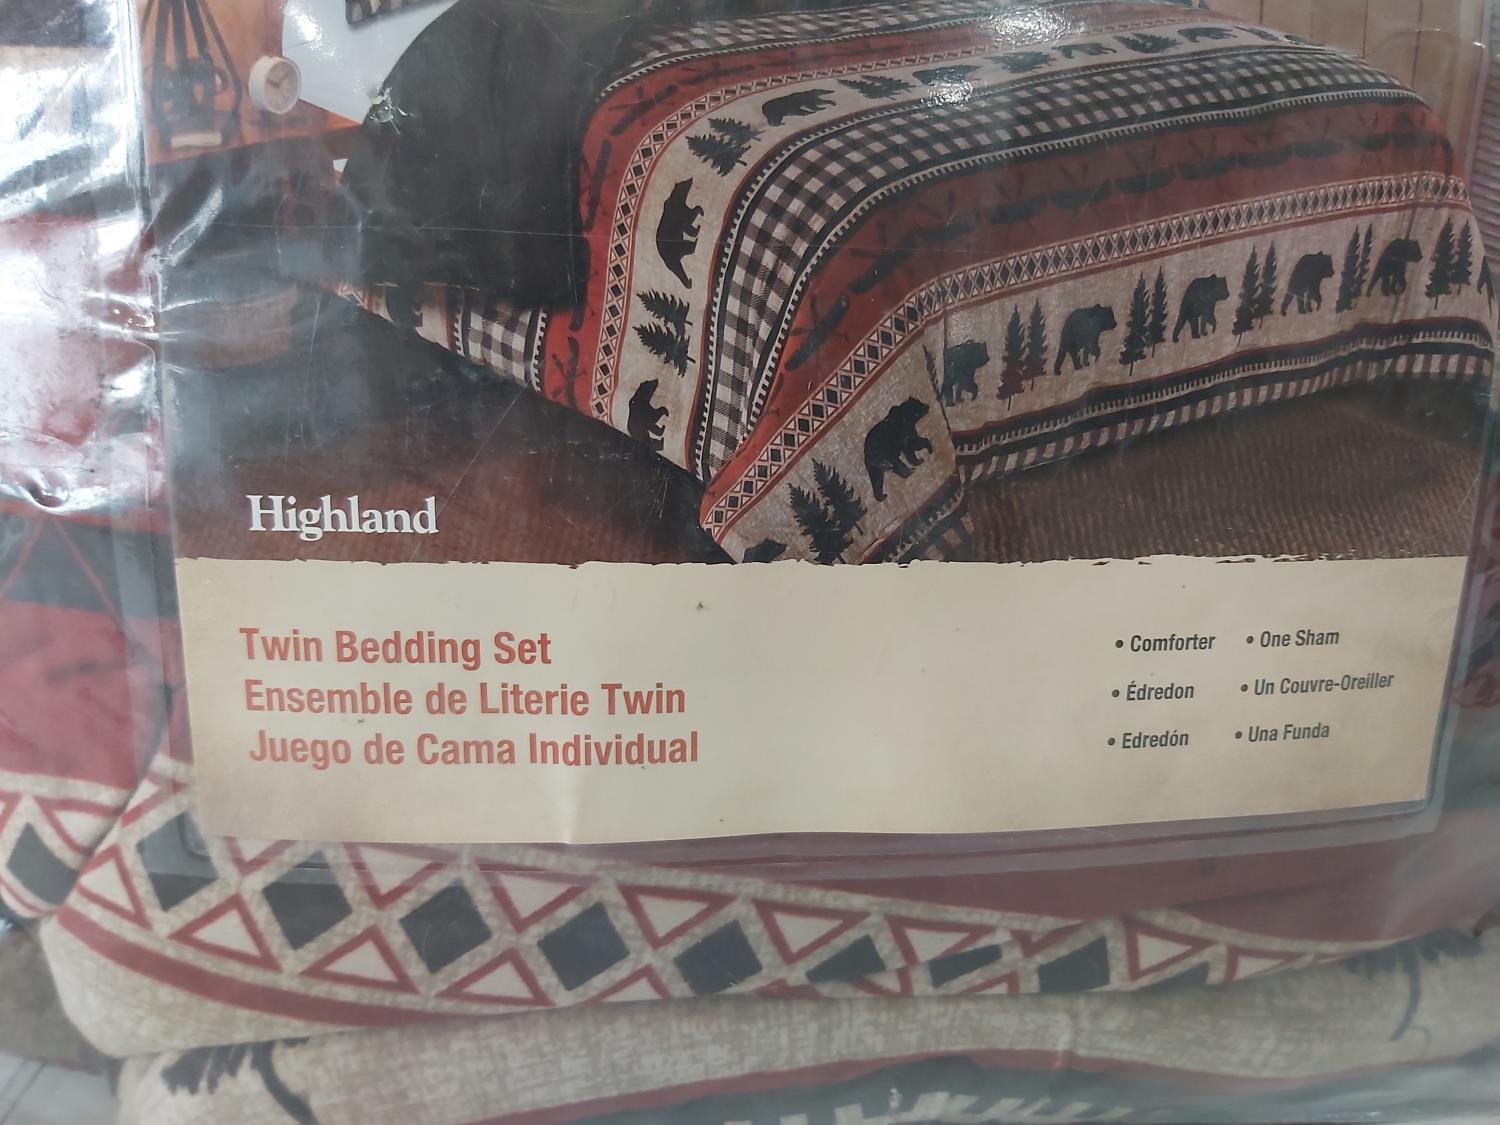 Highland
Twin Bedding Set
Ensemble de Literie Twin
Juego de Cama Individual
• Comforter • One Sham
• Édredon • Un Couvre-Oreiller
• Edredón • Una Funda